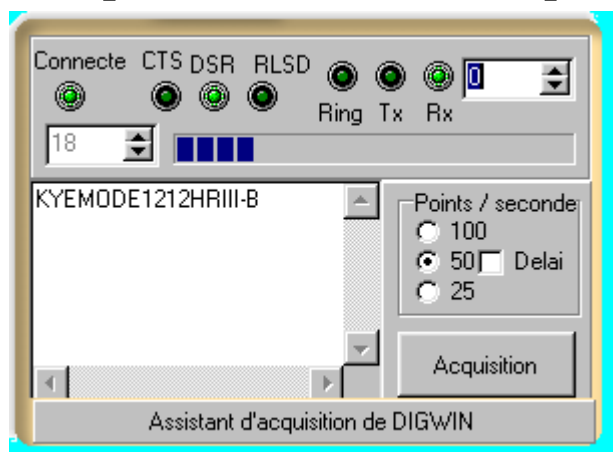 Connecte CTS DSR RLSD
0
Ring Tx Rx
18
KYEMODE1212HRIII-B
Points / seconde
100
50 Delai
25
Acquisition
Assistant d'acquisition de DIGWIN